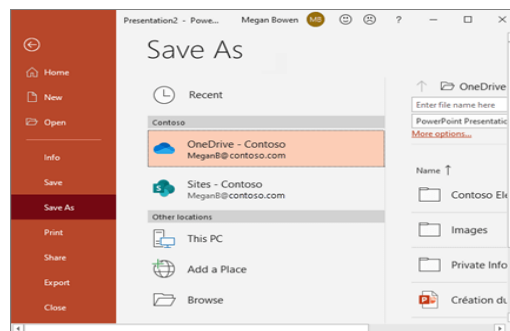 Presentation2 - Powe... Megan Bowen MB ?
Save As
Home
New
Open
Info
Save
Save As
Print
Share
Export
Close
Recent
Contoso
OneDrive - Contoso
MeganB@contoso.com
Sites - Contoso
MeganB@contoso.com
Other locations
This PC
Add a Place
Browse
OneDrive
Enter file name here
PowerPoint Presentatic
More options...
Name
Contoso Ele
Images
Private Info
Création du